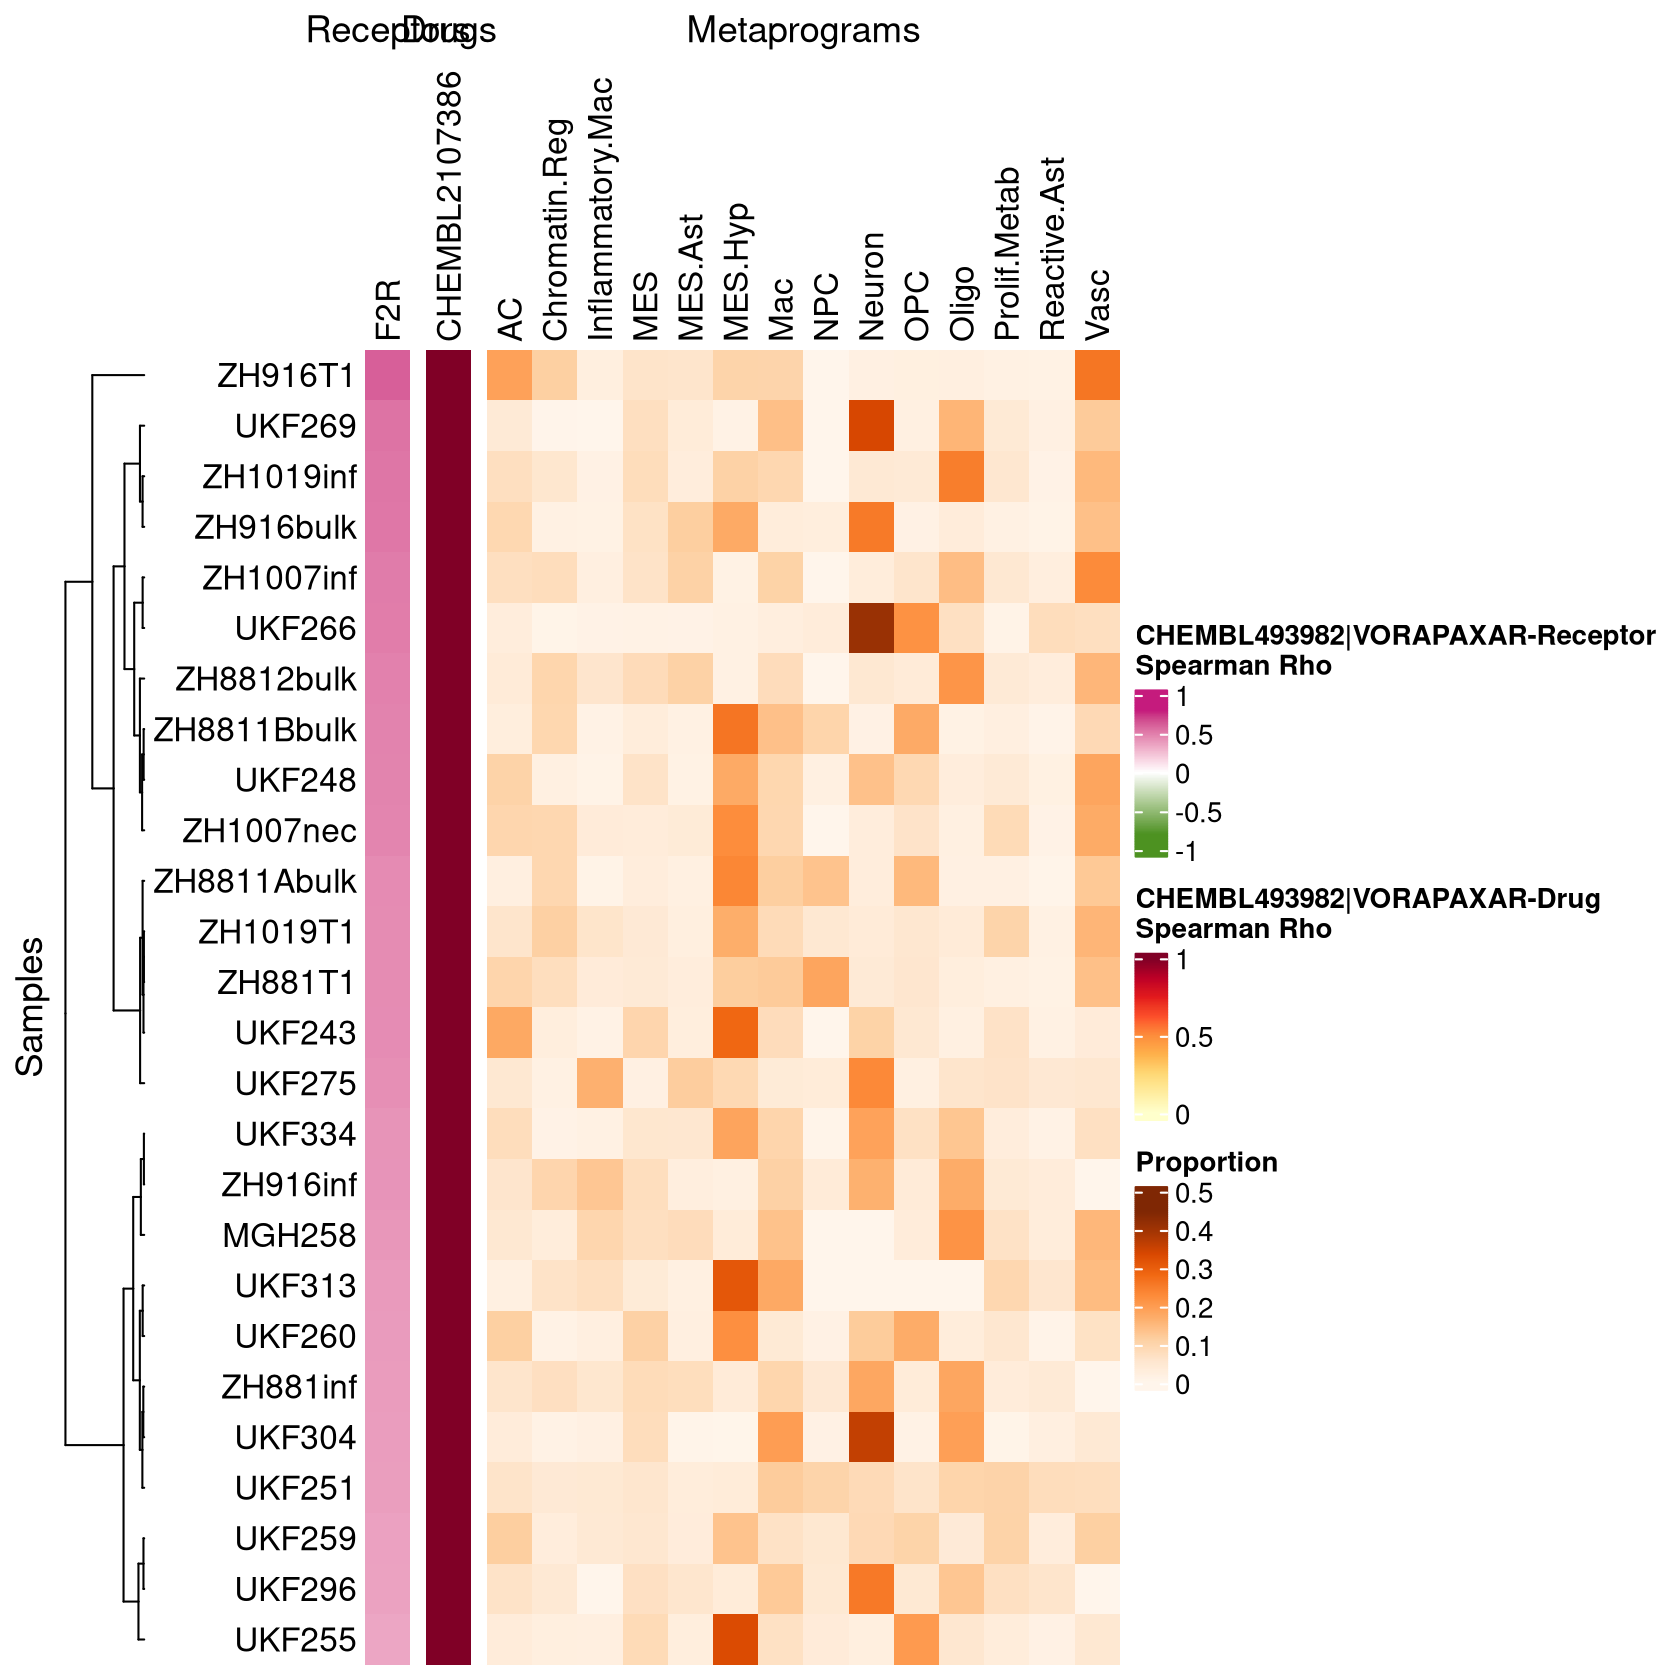 Receptors Drugs Metaprograms
F2R
CHEMBL2107386
AC
Chromatin.Reg
Inflammatory.Mac
MES
MES.Ast
MES.Hyp
Mac
NPC
Neuron
OPC
Oligo
Prolif.Metab
Reactive.Ast
Vasc
Samples
ZH916T1
UKF269
ZH1019inf
ZH916bulk
ZH1007inf
UKF266
ZH8812bulk
ZH8811Bbulk
UKF248
ZH1007nec
ZH8811Abulk
ZH1019T1
ZH881T1
UKF243
UKF275
UKF334
ZH916inf
MGH258
UKF313
UKF260
ZH881inf
UKF304
UKF251
UKF259
UKF296
UKF255
CHEMBL493982|VORAPAXAR-Receptor
Spearman Rho
1
0.5
0
-0.5
-1
CHEMBL493982|VORAPAXAR-Drug
Spearman Rho
1
0.5
0
Proportion
0.5
0.4
0.3
0.2
0.1
0